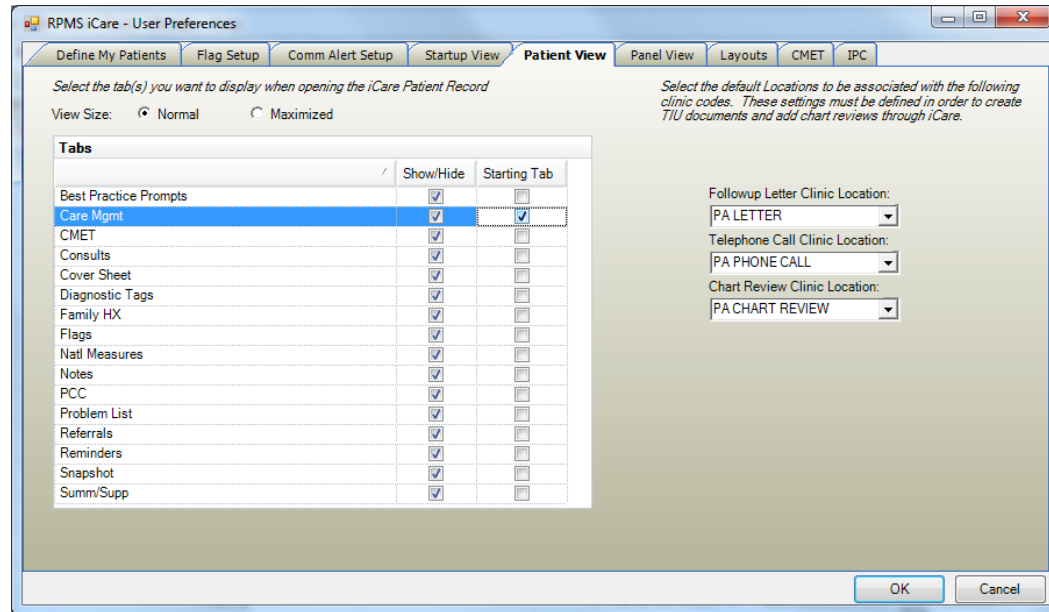 RPMS iCare - User Preferences
Define My Patients Flag Setup Comm Alert Setup Startup View Patient View Panel View Layouts CMET IPC
Select the tab(s) you want to display when opening the iCare Patient Record
View Size: Normal Maximized
Tabs
Show/Hide Starting Tab
Best Practice Prompts
Care Mgmt
CMET
Consults
Cover Sheet
Diagnostic Tags
Family HX
Flags
Natl Measures
Notes
PCC
Problem List
Referrals
Reminders
Snapshot
Summ/Supp
Select the default Locations to be associated with the following
clinic codes. These settings must be defined in order to create
TIU documents and add chart reviews through iCare.
Followup Letter Clinic Location:
PA LETTER
Telephone Call Clinic Location:
PA PHONE CALL
Chart Review Clinic Location:
PA CHART REVIEW
OK Cancel